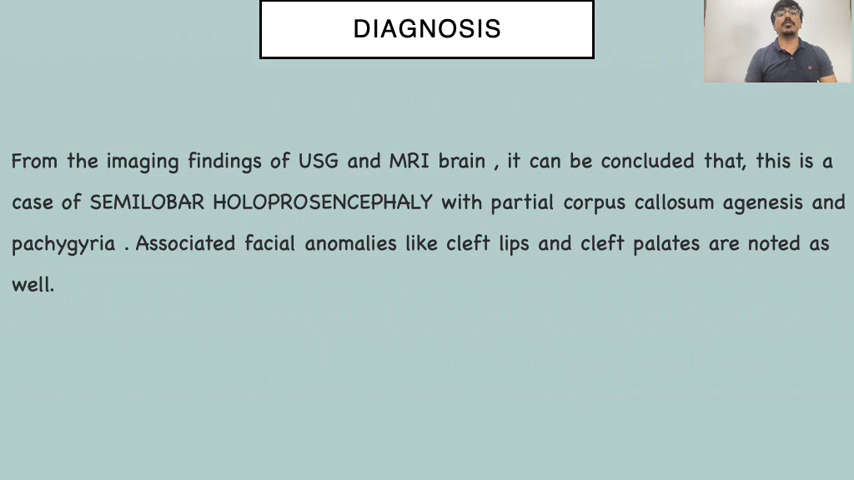 DIAGNOSIS
From the imaging findings of USG and MRI brain , it can be concluded that, this is a
case of SEMILOBAR HOLOPROSENCEPHALY with partial corpus callosum agenesis and
pachygyria . Associated facial anomalies like cleft lips and cleft palates are noted as
well.